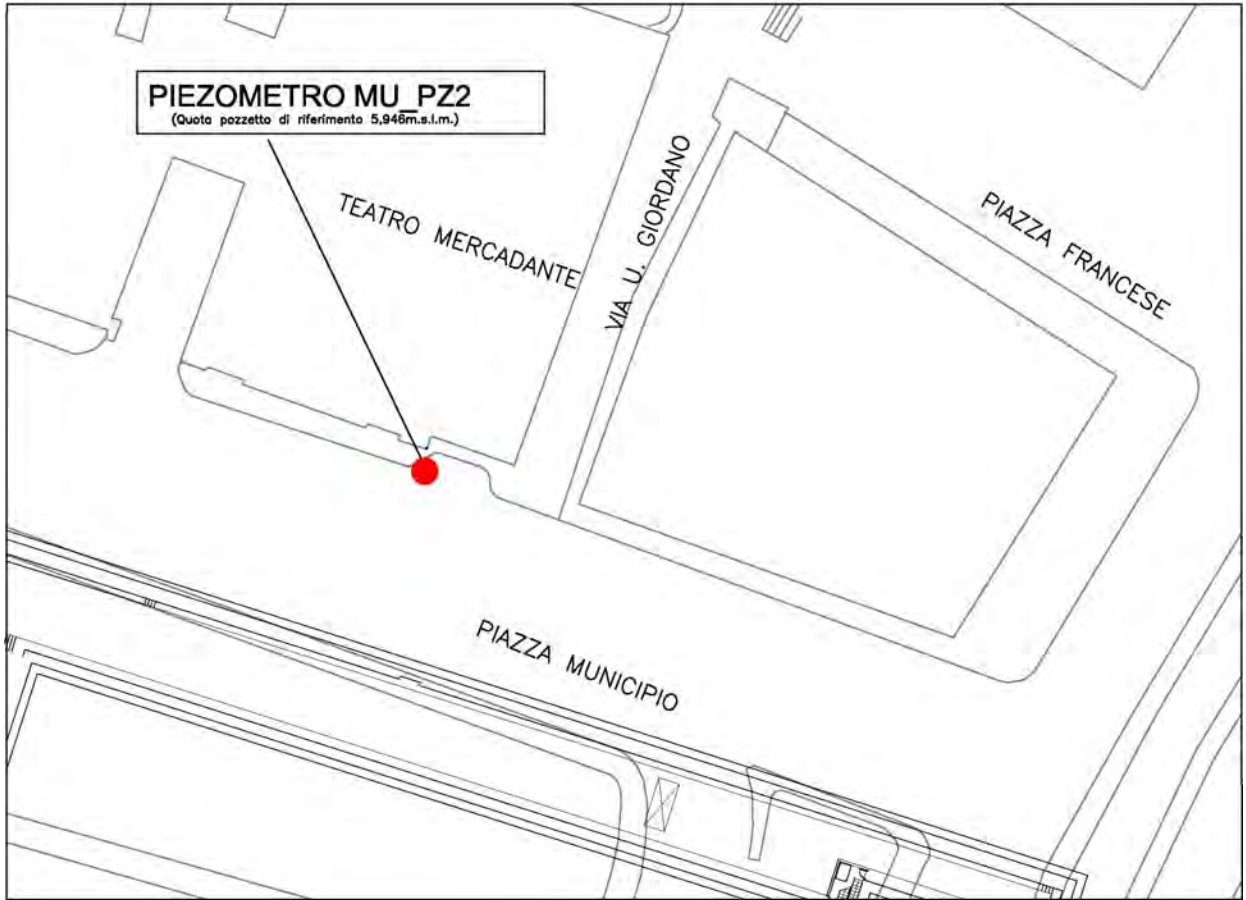 PIEZOMETRO MU_PZ2
(Quota pozzetto di riferimento 5,946m.s.l.m.)
TEATRO MERCADANTE
VIA U. GIORDANO
PIAZZA FRANCESE
PIAZZA MUNICIPIO